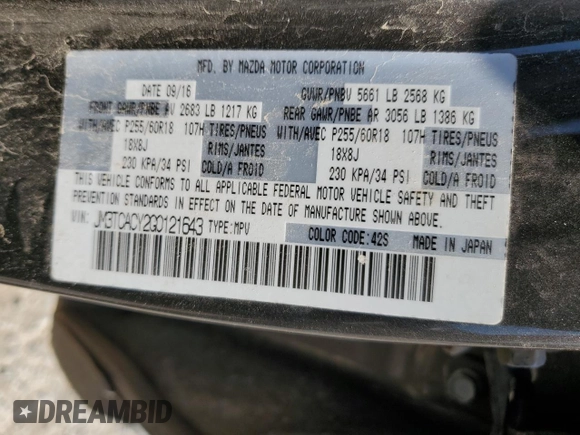 MFD. BY MAZDA MOTOR CORPORATION
DATE 09/16 GVWR/PNBV 5661 LB 2568 KG
FRONT GAWR/PNBE AV 2683 LB 1217 KG REAR GAWR/PNBE AR 3056 LB 1386 KG
WITH/AVEC P255/60R18 107H TIRES/PNEUS WITH/AVEC P255/60R18 107H TIRES/PNEUS
18X8J RIMS/JANTES 18X8J RIMS/JANTES
230 KPA/34 PSI COLD/A FROID 230 KPA/34 PSI COLD/A FROID
THIS VEHICLE CONFORMS TO ALL APPLICABLE FEDERAL MOTOR VEHICLE SAFETY AND THEFT
PREVENTION STANDARDS IN EFFECT ON THE DATE OF MANUFACTURE SHOWN ABOVE.
VIN: JM3TCACY2G0121643 TYPE: MPV COLOR CODE: 42S MADE IN JAPAN
DREAMBID